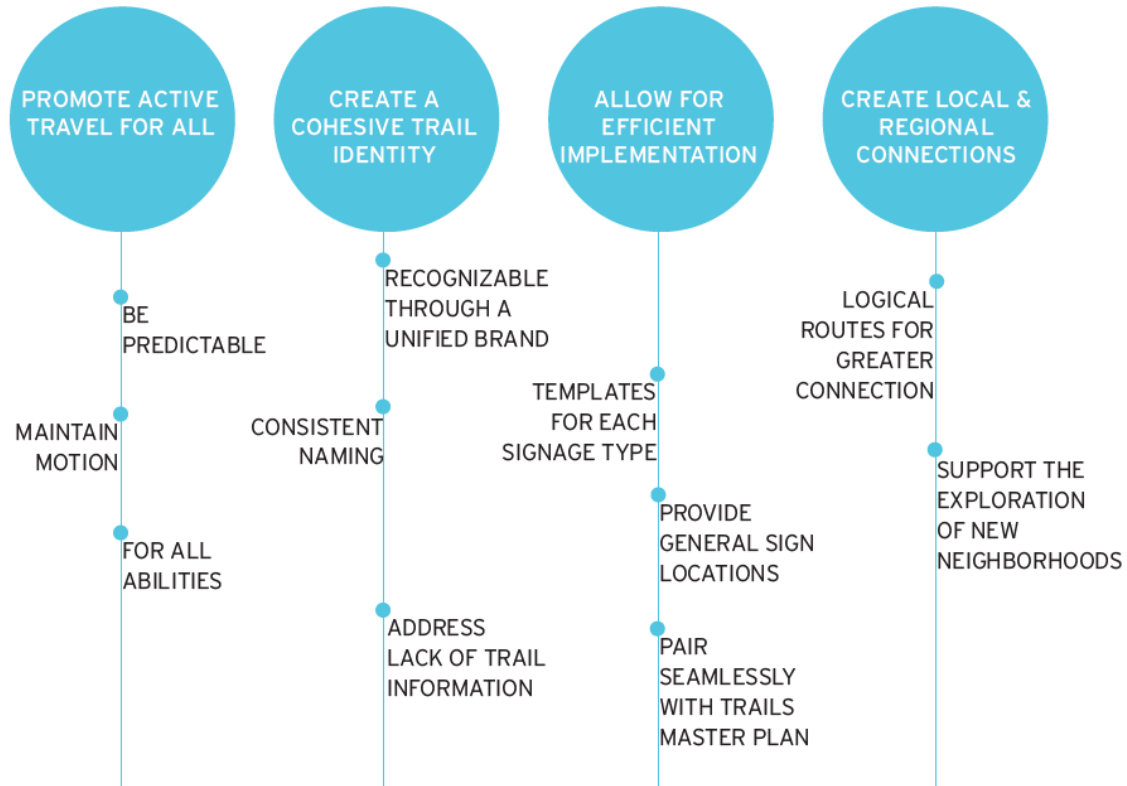 PROMOTE ACTIVE
TRAVEL FOR ALL
BE
PREDICTABLE
MAINTAIN
MOTION
FOR ALL
ABILITIES
CREATE A
COHESIVE TRAIL
IDENTITY
RECOGNIZABLE
THROUGH A
UNIFIED BRAND
CONSISTENT
NAMING
ADDRESS
LACK OF TRAIL
INFORMATION
ALLOW FOR
EFFICIENT
IMPLEMENTATION
TEMPLATES
FOR EACH
SIGNAGE TYPE
PROVIDE
GENERAL SIGN
LOCATIONS
PAIR
SEAMLESSLY
WITH TRAILS
MASTER PLAN
CREATE LOCAL &
REGIONAL
CONNECTIONS
LOGICAL
ROUTES FOR
GREATER
CONNECTION
SUPPORT THE
EXPLORATION
OF NEW
NEIGHBORHOODS